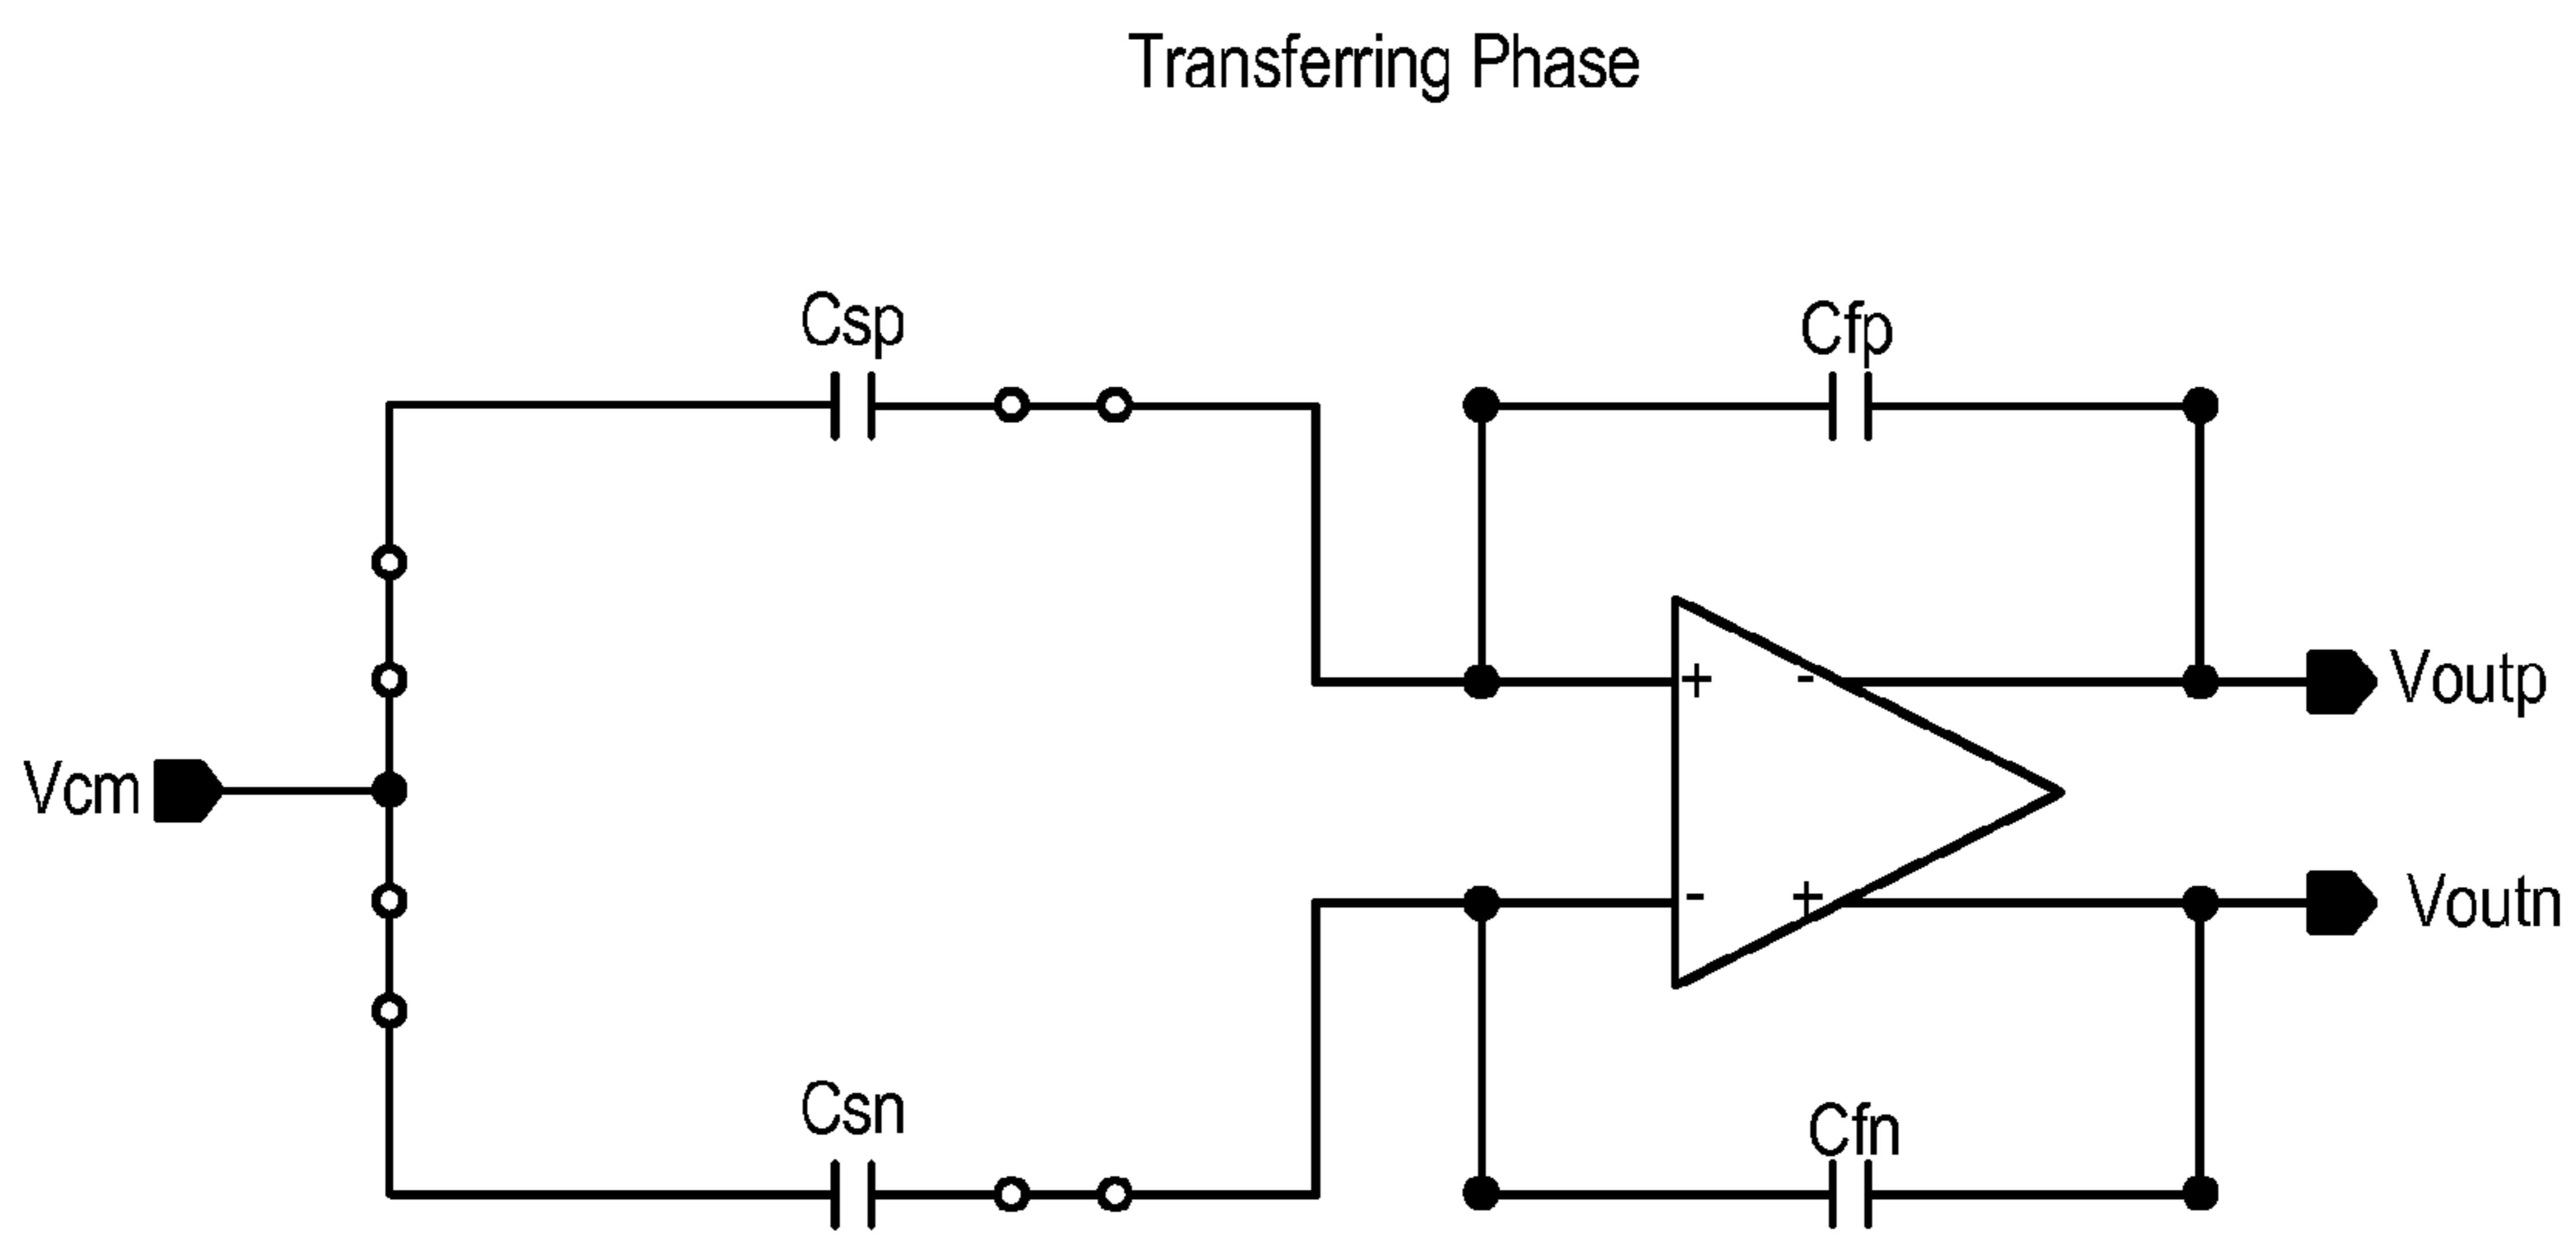 Transferring Phase
Csp
Cfp
+ -
Voutp
Vcm
- +
Voutn
Csn
Cfn